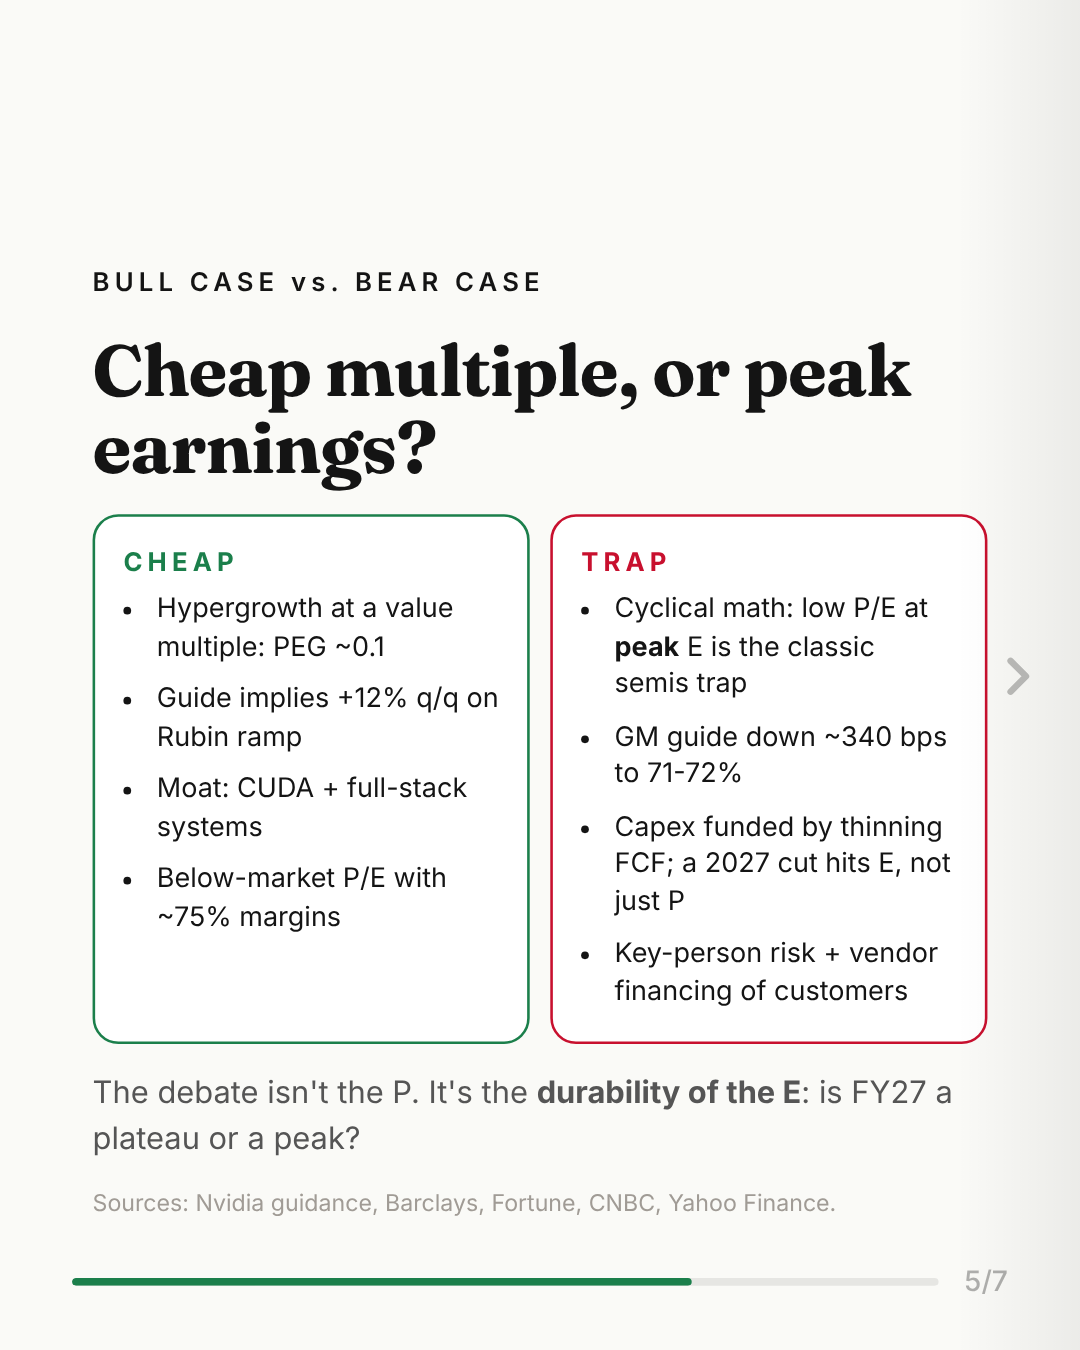 BULL CASE vs. BEAR CASE
Cheap multiple, or peak
earnings?
CHEAP
• Hypergrowth at a value
multiple: PEG ~0.1
• Guide implies +12% q/q on
Rubin ramp
• Moat: CUDA + full-stack
systems
• Below-market P/E with
~75% margins
TRAP
• Cyclical math: low P/E at
peak E is the classic
semis trap
• GM guide down ~340 bps
to 71-72%
• Capex funded by thinning
FCF; a 2027 cut hits E, not
just P
• Key-person risk + vendor
financing of customers
The debate isn't the P. It's the durability of the E: is FY27 a
plateau or a peak?
Sources: Nvidia guidance, Barclays, Fortune, CNBC, Yahoo Finance.
5/7